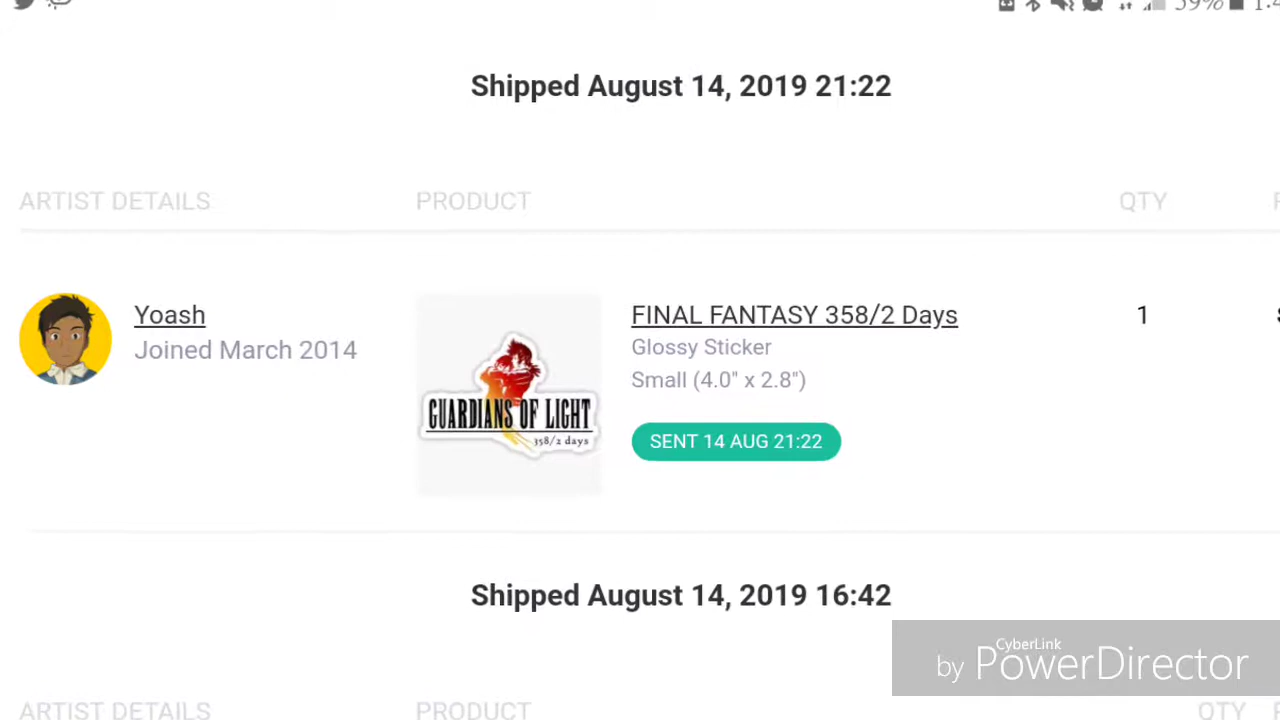 59%
Shipped August 14, 2019 21:22
ARTIST DETAILS PRODUCT QTY
Yoash
Joined March 2014
GUARDIANS OF LIGHT
358/2 days
FINAL FANTASY 358/2 Days
Glossy Sticker
Small (4.0" x 2.8")
SENT 14 AUG 21:22
1
Shipped August 14, 2019 16:42
ARTIST DETAILS PRODUCT QTY
CyberLink
by PowerDirector